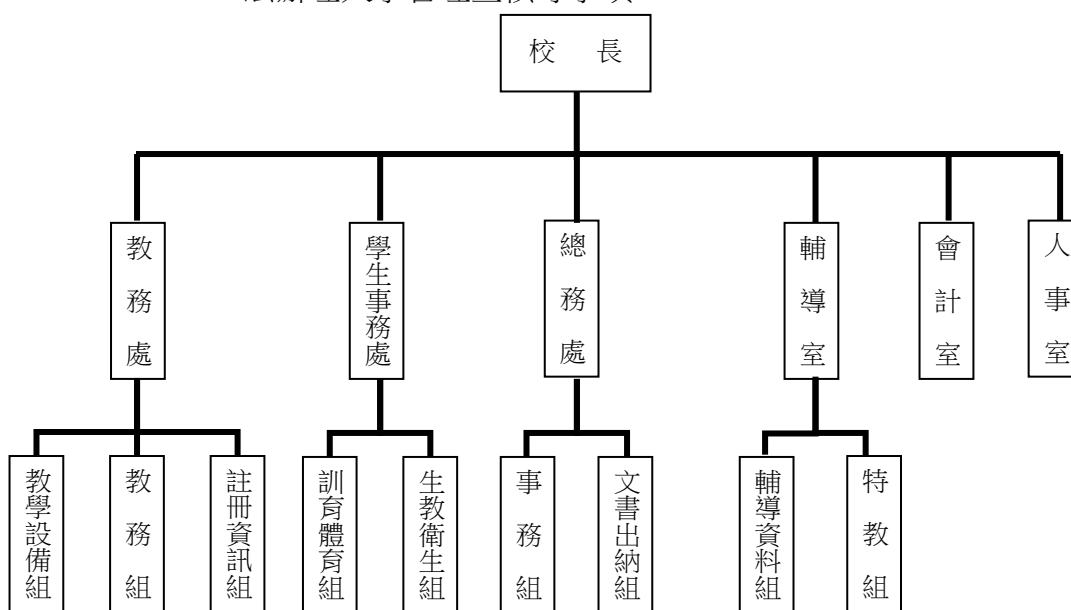 校 長
教務處
學生事務處
總務處
輔導室
會計室
人事室
教學設備組
教務組
註冊資訊組
訓育體育組
生教衛生組
事務組
文書出納組
輔導資料組
特教組